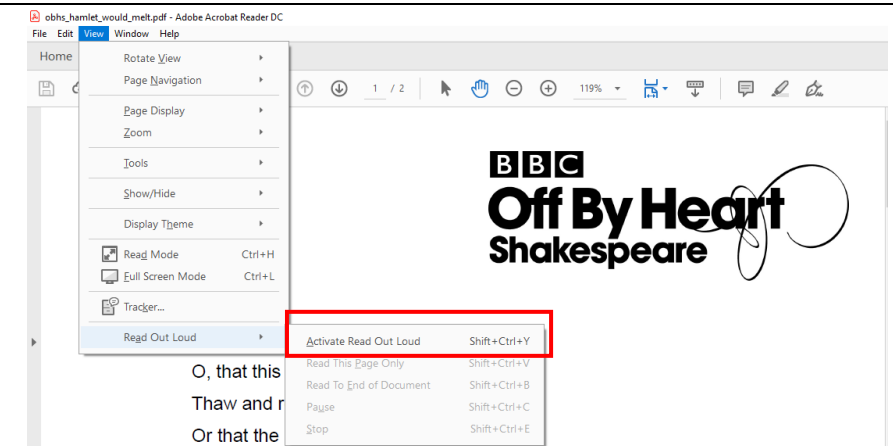 obhs_hamlet_would_melt.pdf - Adobe Acrobat Reader DC
File Edit View Window Help
Home
Rotate View
Page Navigation
1 / 2
119%
Page Display
Zoom
Tools
Show/Hide
Display Theme
Read Mode Ctrl+H
Full Screen Mode Ctrl+L
Tracker...
Read Out Loud
Activate Read Out Loud Shift+Ctrl+Y
Read This Page Only Shift+Ctrl+V
Read To End of Document Shift+Ctrl+B
Pause Shift+Ctrl+C
Stop Shift+Ctrl+E
BBC
Off By Heart
Shakespeare
O, that this
Thaw and r
Or that the